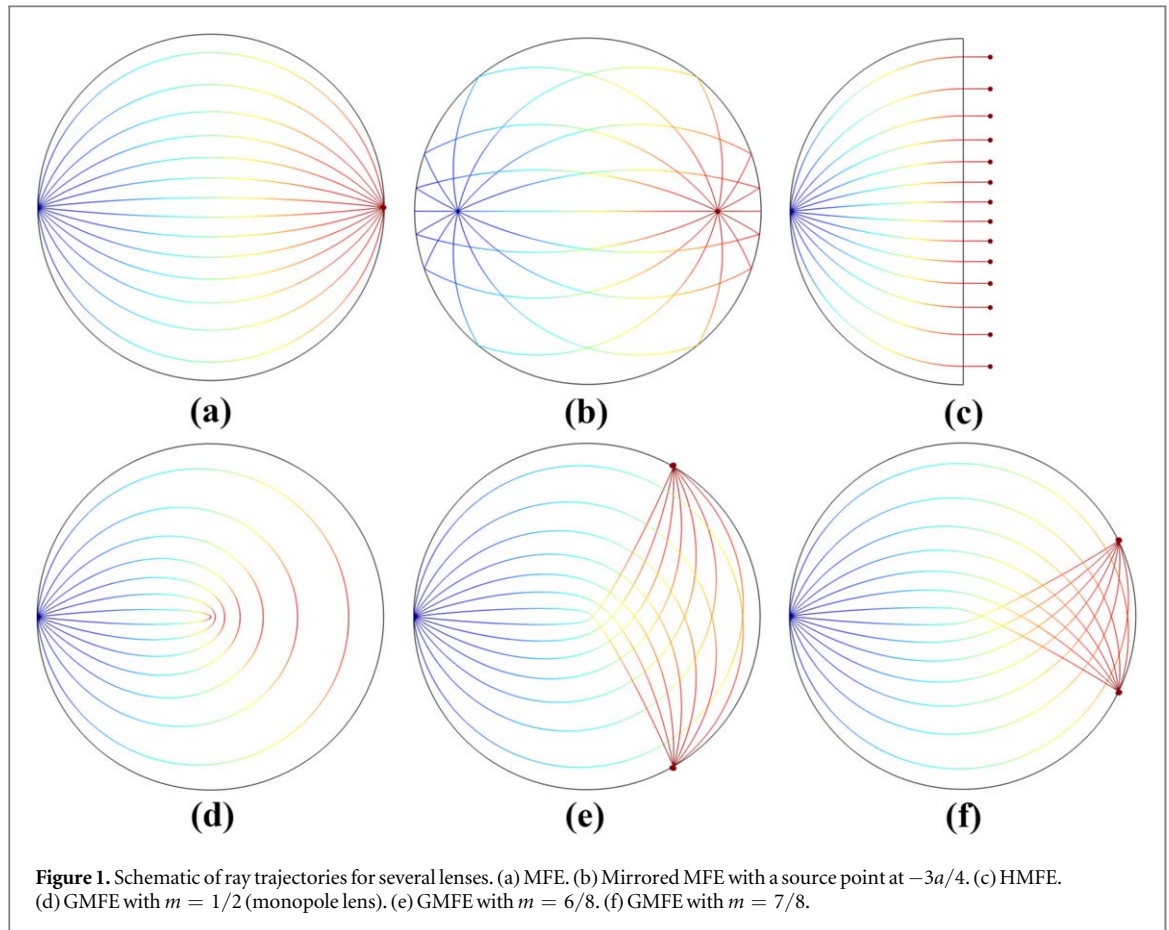 (a)
(b)
(c)
(d)
(e)
(f)
Figure 1. Schematic of ray trajectories for several lenses. (a) MFE. (b) Mirrored MFE with a source point at −3a/4. (c) HMFE.
(d) GMFE with m = 1/2 (monopole lens). (e) GMFE with m = 6/8. (f) GMFE with m = 7/8.